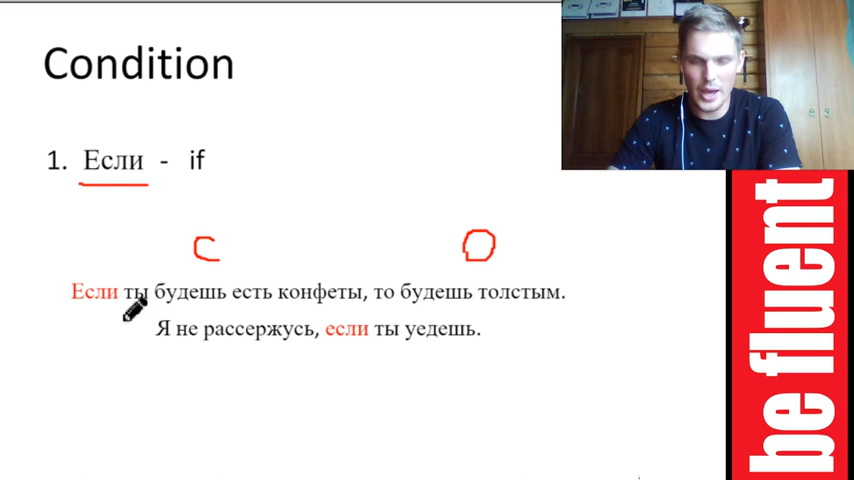 Condition
1. Если - if
С О
Если ты будешь есть конфеты, то будешь толстым.
Я не рассержусь, если ты уедешь.
be fluent